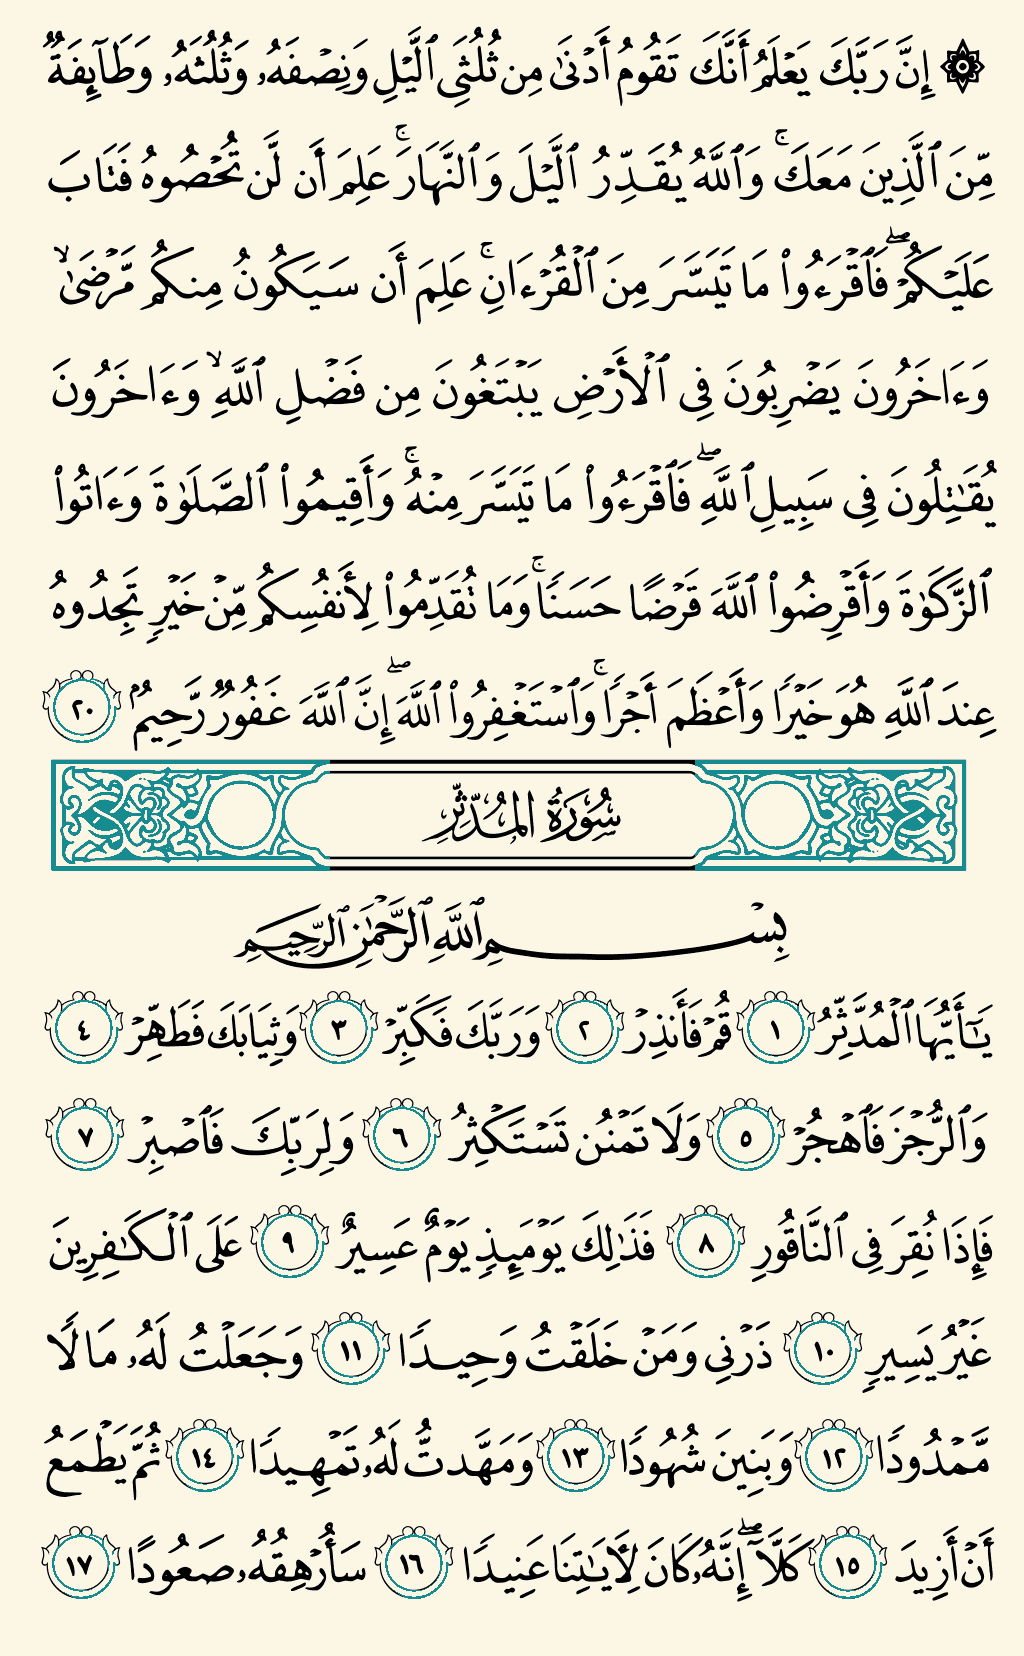 ۞ إِنَّ رَبَّكَ يَعۡلَمُ أَنَّكَ تَقُومُ أَدۡنَىٰ مِن ثُلُثَيِ ٱلَّيۡلِ وَنِصۡفَهُۥ وَثُلُثَهُۥ وَطَآئِفَةٞ
مِّنَ ٱلَّذِينَ مَعَكَۚ وَٱللَّهُ يُقَدِّرُ ٱلَّيۡلَ وَٱلنَّهَارَۚ عَلِمَ أَن لَّن تُحۡصُوهُ فَتَابَ
عَلَيۡكُمۡۖ فَٱقۡرَءُواْ مَا تَيَسَّرَ مِنَ ٱلۡقُرۡءَانِۚ عَلِمَ أَن سَيَكُونُ مِنكُم مَّرۡضَىٰ وَۙ
وَءَاخَرُونَ يَضۡرِبُونَ فِي ٱلۡأَرۡضِ يَبۡتَغُونَ مِن فَضۡلِ ٱللَّهِۙ وَءَاخَرُونَ
يُقَٰتِلُونَ فِي سَبِيلِ ٱللَّهِۖ فَٱقۡرَءُواْ مَا تَيَسَّرَ مِنۡهُۚ وَأَقِيمُواْ ٱلصَّلَوٰةَ وَءَاتُواْ
ٱلزَّكَوٰةَ وَأَقۡرِضُواْ ٱللَّهَ قَرۡضًا حَسَنٗاۚ وَمَا تُقَدِّمُواْ لِأَنفُسِكُم مِّنۡ خَيۡرٖ تَجِدُوهُ
عِندَ ٱللَّهِ هُوَ خَيۡرٗا وَأَعۡظَمَ أَجۡرٗاۚ وَٱسۡتَغۡفِرُواْ ٱللَّهَۖ إِنَّ ٱللَّهَ غَفُورٞ رَّحِيمُۢ ٢٠
سُورَةُ المُدَّثِّرِ
بِسۡمِ ٱللَّهِ ٱلرَّحۡمَٰنِ ٱلرَّحِيمِ
يَٰٓأَيُّهَا ٱلۡمُدَّثِّرُ ١ قُمۡ فَأَنذِرۡ ٢ وَرَبَّكَ فَكَبِّرۡ ٣ وَثِيَابَكَ فَطَهِّرۡ ٤
وَٱلرُّجۡزَ فَٱهۡجُرۡ ٥ وَلَا تَمۡنُن تَسۡتَكۡثِرُ ٦ وَلِرَبِّكَ فَٱصۡبِرۡ ٧
فَإِذَا نُقِرَ فِي ٱلنَّاقُورِ ٨ فَذَٰلِكَ يَوۡمَئِذٖ يَوۡمٌ عَسِيرٌ ٩ عَلَى ٱلۡكَٰفِرِينَ
غَيۡرُ يَسِيرٖ ١٠ ذَرۡنِي وَمَنۡ خَلَقۡتُ وَحِيدٗا ١١ وَجَعَلۡتُ لَهُۥ مَالٗا
مَّمۡدُودٗا ١٢ وَبَنِينَ شُهُودٗا ١٣ وَمَهَّدتُّ لَهُۥ تَمۡهِيدٗا ١٤ ثُمَّ يَطۡمَعُ
أَنۡ أَزِيدَ ١٥ كَلَّآۖ إِنَّهُۥ كَانَ لِأٓيَٰتِنَا عَنِيدٗا ١٦ سَأُرۡهِقُهُۥ صَعُودًا ١٧